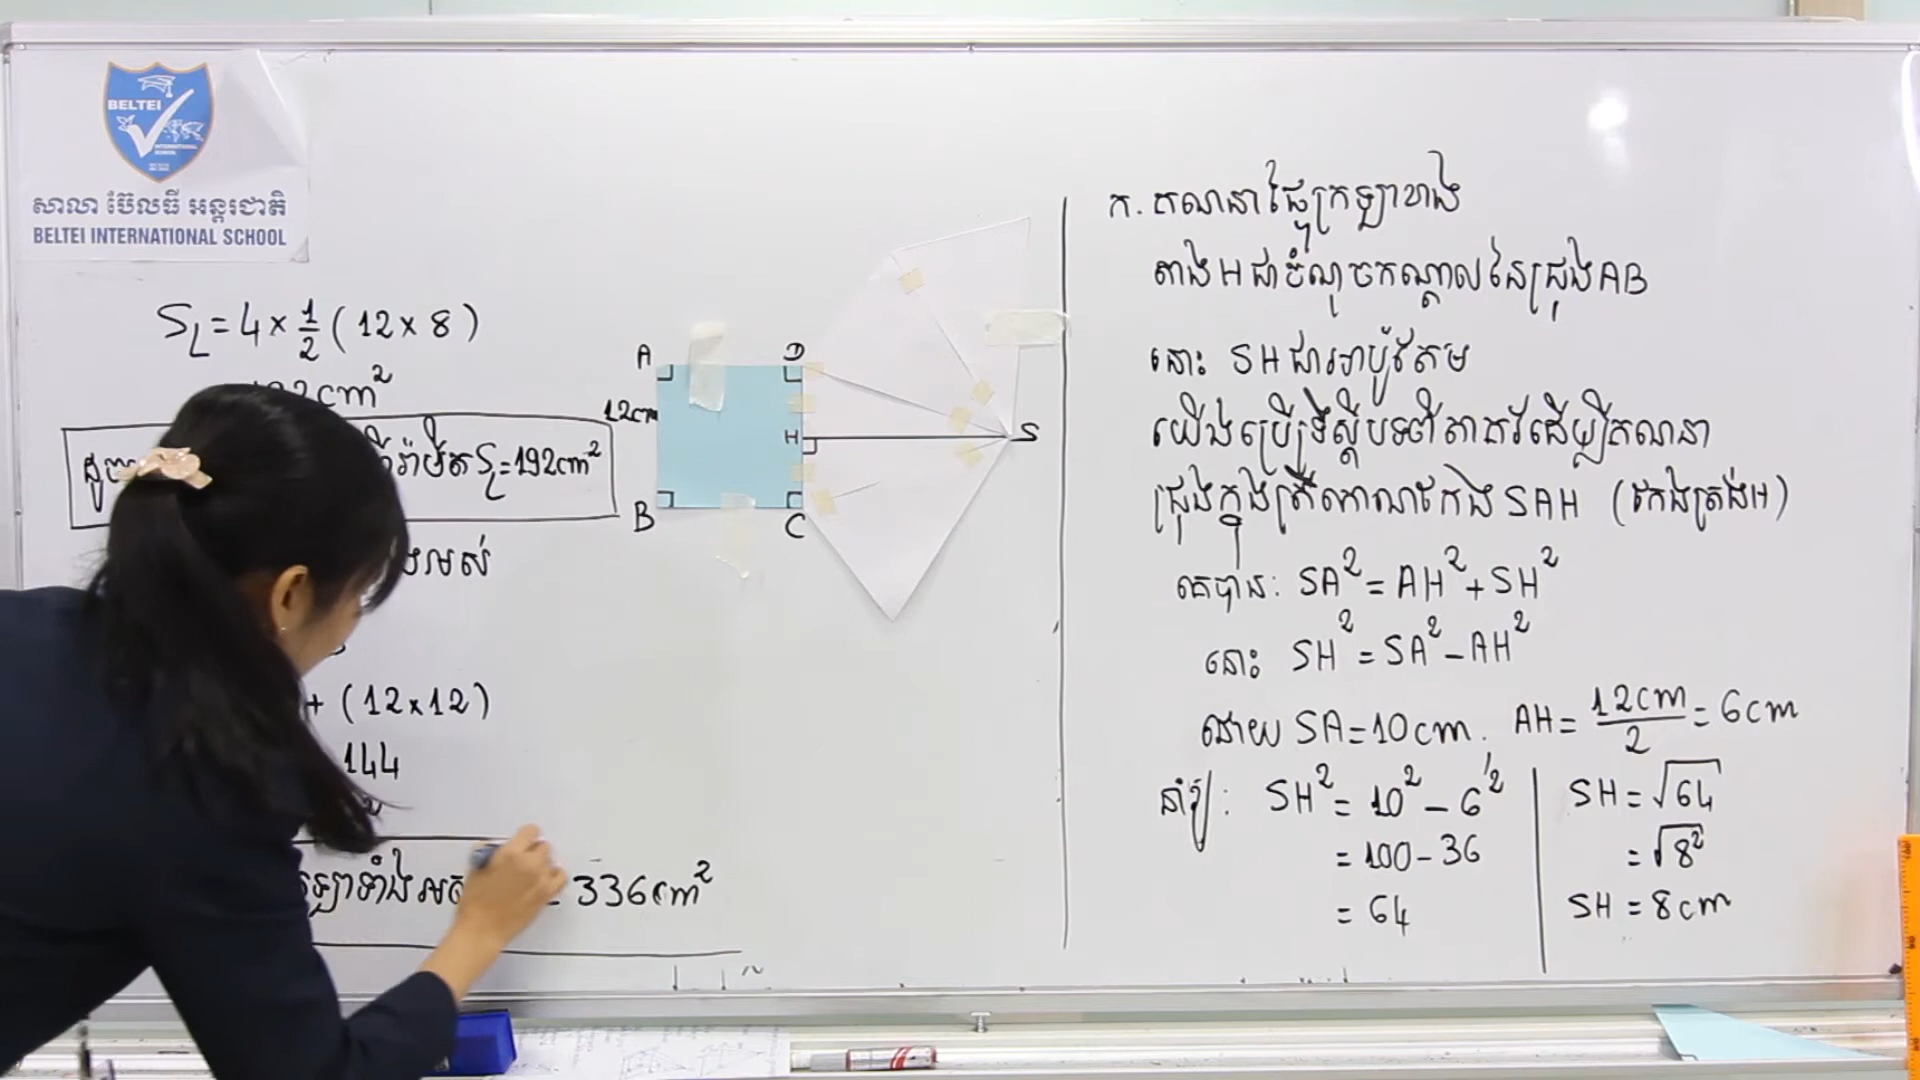 BELTEI
INTERNATIONAL
SCHOOL
សាលា ប៊ែលធី អន្តរជាតិ
BELTEI INTERNATIONAL SCHOOL
S_L = 4 × 1/2 ( 12 × 8 )
cm²
S_L = 192cm²
+ (12×12)
144
ទាំងអស់ = 336cm²
A
D
12cm
H
S
B
C
ក. គណនាផ្ទៃក្រឡាខាង
តាង H ជាចំណុចកណ្តាលនៃជ្រុង AB
នោះ SH ជាអាប៉ូតែម
យើងប្រើទ្រឹស្តីបទពីតាគ័រដើម្បីគណនា
ជ្រុងក្នុងត្រីកោណកែង SAH (កែងត្រង់H)
គេបាន: SA² = AH² + SH²
នោះ SH² = SA² − AH²
ដោយ SA = 10cm, AH = 12cm/2 = 6cm
នាំឱ្យ: SH² = 10² − 6²
= 100 − 36
= 64
SH = √64
= √8²
SH = 8cm